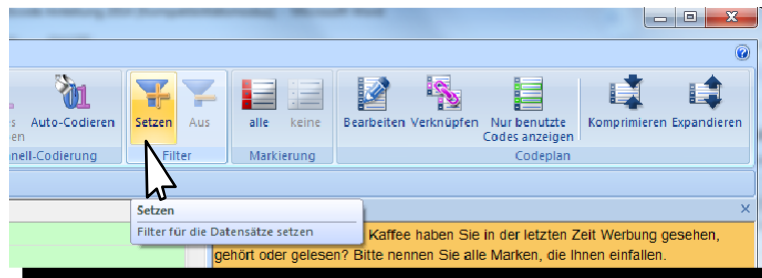 Auto-Codieren
Setzen
Aus
alle
keine
Bearbeiten
Verknüpfen
Nur benutzte
Codes anzeigen
Komprimieren
Expandieren
Filter
Markierung
Codeplan
Setzen
Filter für die Datensätze setzen
Kaffee haben Sie in der letzten Zeit Werbung gesehen,
gehört oder gelesen? Bitte nennen Sie alle Marken, die Ihnen einfallen.